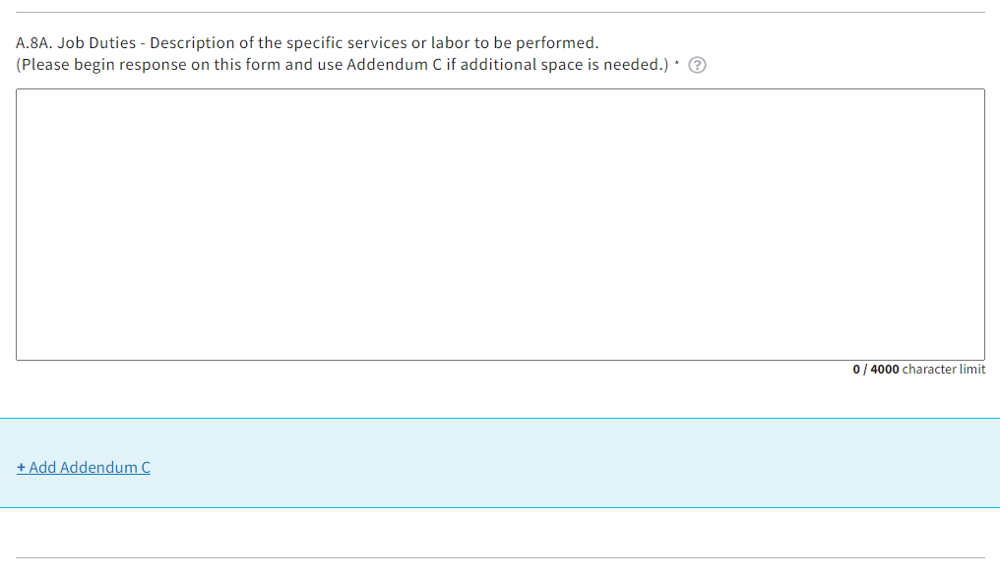 A.8A. Job Duties - Description of the specific services or labor to be performed.
(Please begin response on this form and use Addendum C if additional space is needed.) * ?
0 / 4000 character limit
+ Add Addendum C